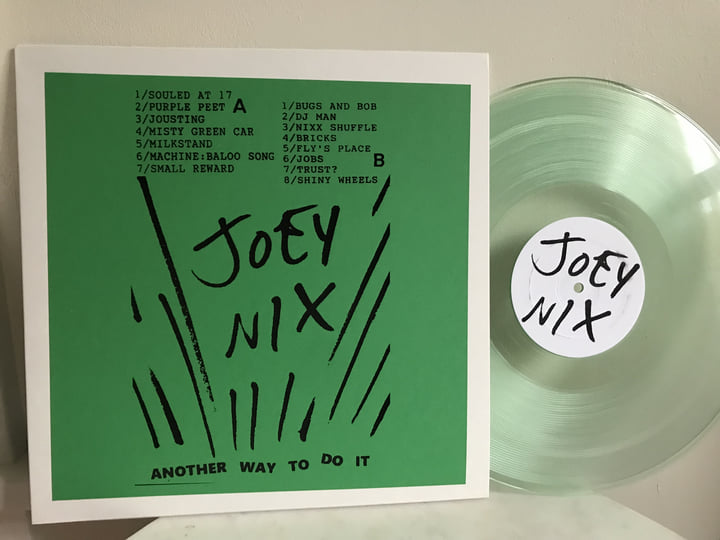 1/SOULED AT 17
2/PURPLE PEET A
3/JOUSTING
4/MISTY GREEN CAR
5/MILKSTAND
6/MACHINE:BALOO SONG
7/SMALL REWARD
1/BUGS AND BOB
2/DJ MAN
3/NIXX SHUFFLE
4/BRICKS
5/FLY'S PLACE
6/JOBS B
7/TRUST?
8/SHINY WHEELS
JOEY
NIX
ANOTHER WAY TO DO IT
JOEY
NIX